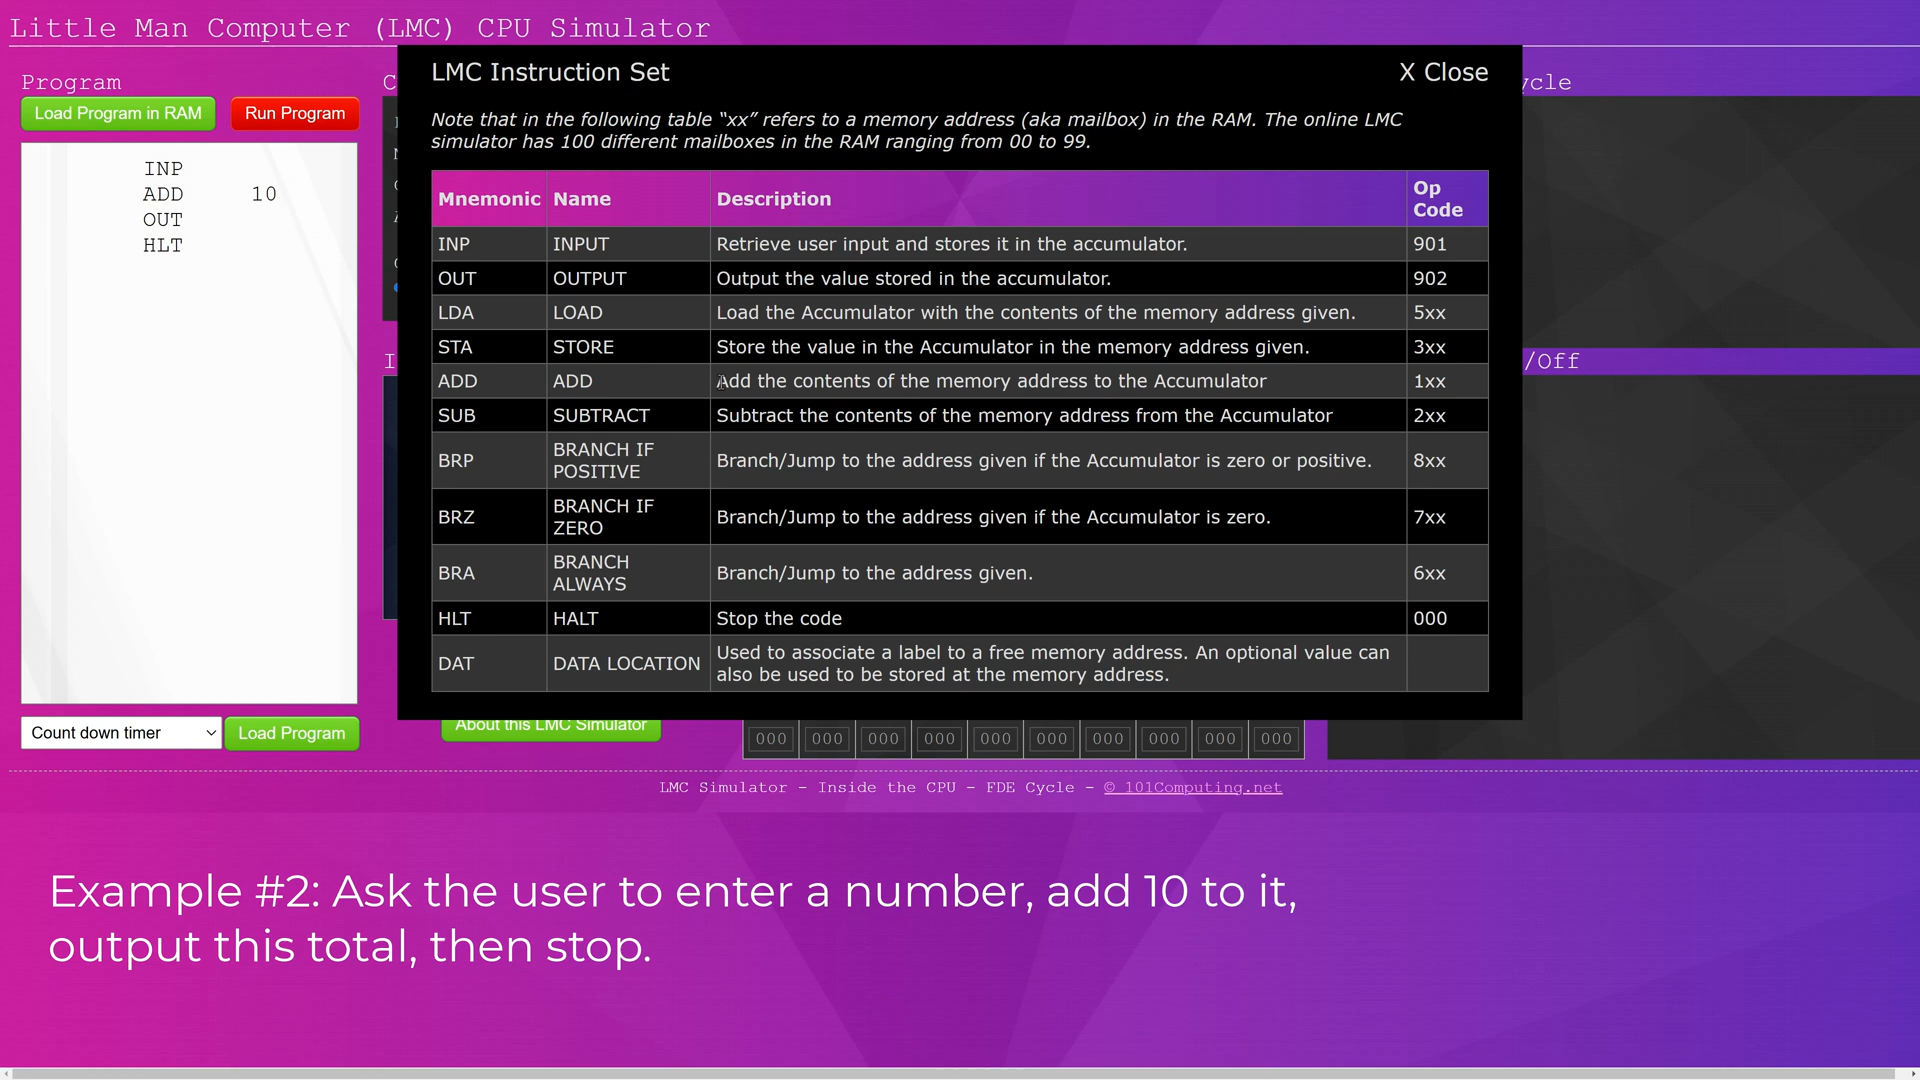 Little Man Computer (LMC) CPU Simulator
Program
Load Program in RAM Run Program
INP
ADD 10
OUT
HLT
Count down timer Load Program
LMC Instruction Set X Close
Note that in the following table “xx” refers to a memory address (aka mailbox) in the RAM. The online LMC
simulator has 100 different mailboxes in the RAM ranging from 00 to 99.
Mnemonic Name Description Op Code
INP INPUT Retrieve user input and stores it in the accumulator. 901
OUT OUTPUT Output the value stored in the accumulator. 902
LDA LOAD Load the Accumulator with the contents of the memory address given. 5xx
STA STORE Store the value in the Accumulator in the memory address given. 3xx
ADD ADD Add the contents of the memory address to the Accumulator 1xx
SUB SUBTRACT Subtract the contents of the memory address from the Accumulator 2xx
BRP BRANCH IF POSITIVE Branch/Jump to the address given if the Accumulator is zero or positive. 8xx
BRZ BRANCH IF ZERO Branch/Jump to the address given if the Accumulator is zero. 7xx
BRA BRANCH ALWAYS Branch/Jump to the address given. 6xx
HLT HALT Stop the code 000
DAT DATA LOCATION Used to associate a label to a free memory address. An optional value can
also be used to be stored at the memory address.
ycle
/Off
About this LMC Simulator
000 000 000 000 000 000 000 000 000 000
LMC Simulator - Inside the CPU - FDE Cycle - © 101Computing.net
Example #2: Ask the user to enter a number, add 10 to it,
output this total, then stop.